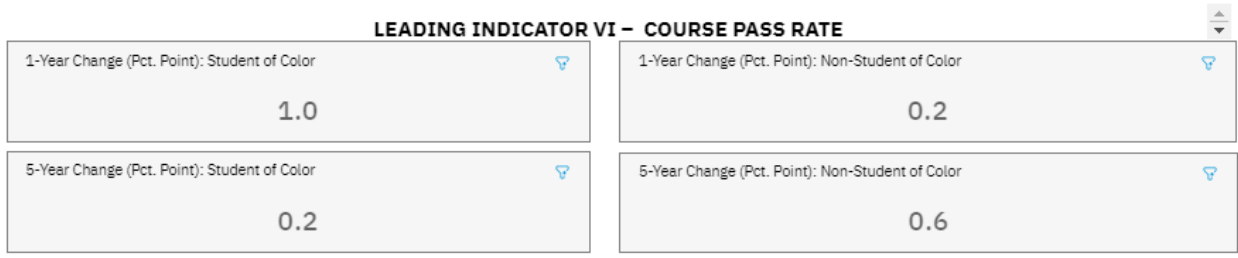 LEADING INDICATOR VI – COURSE PASS RATE
1-Year Change (Pct. Point): Student of Color
1.0
1-Year Change (Pct. Point): Non-Student of Color
0.2
5-Year Change (Pct. Point): Student of Color
0.2
5-Year Change (Pct. Point): Non-Student of Color
0.6